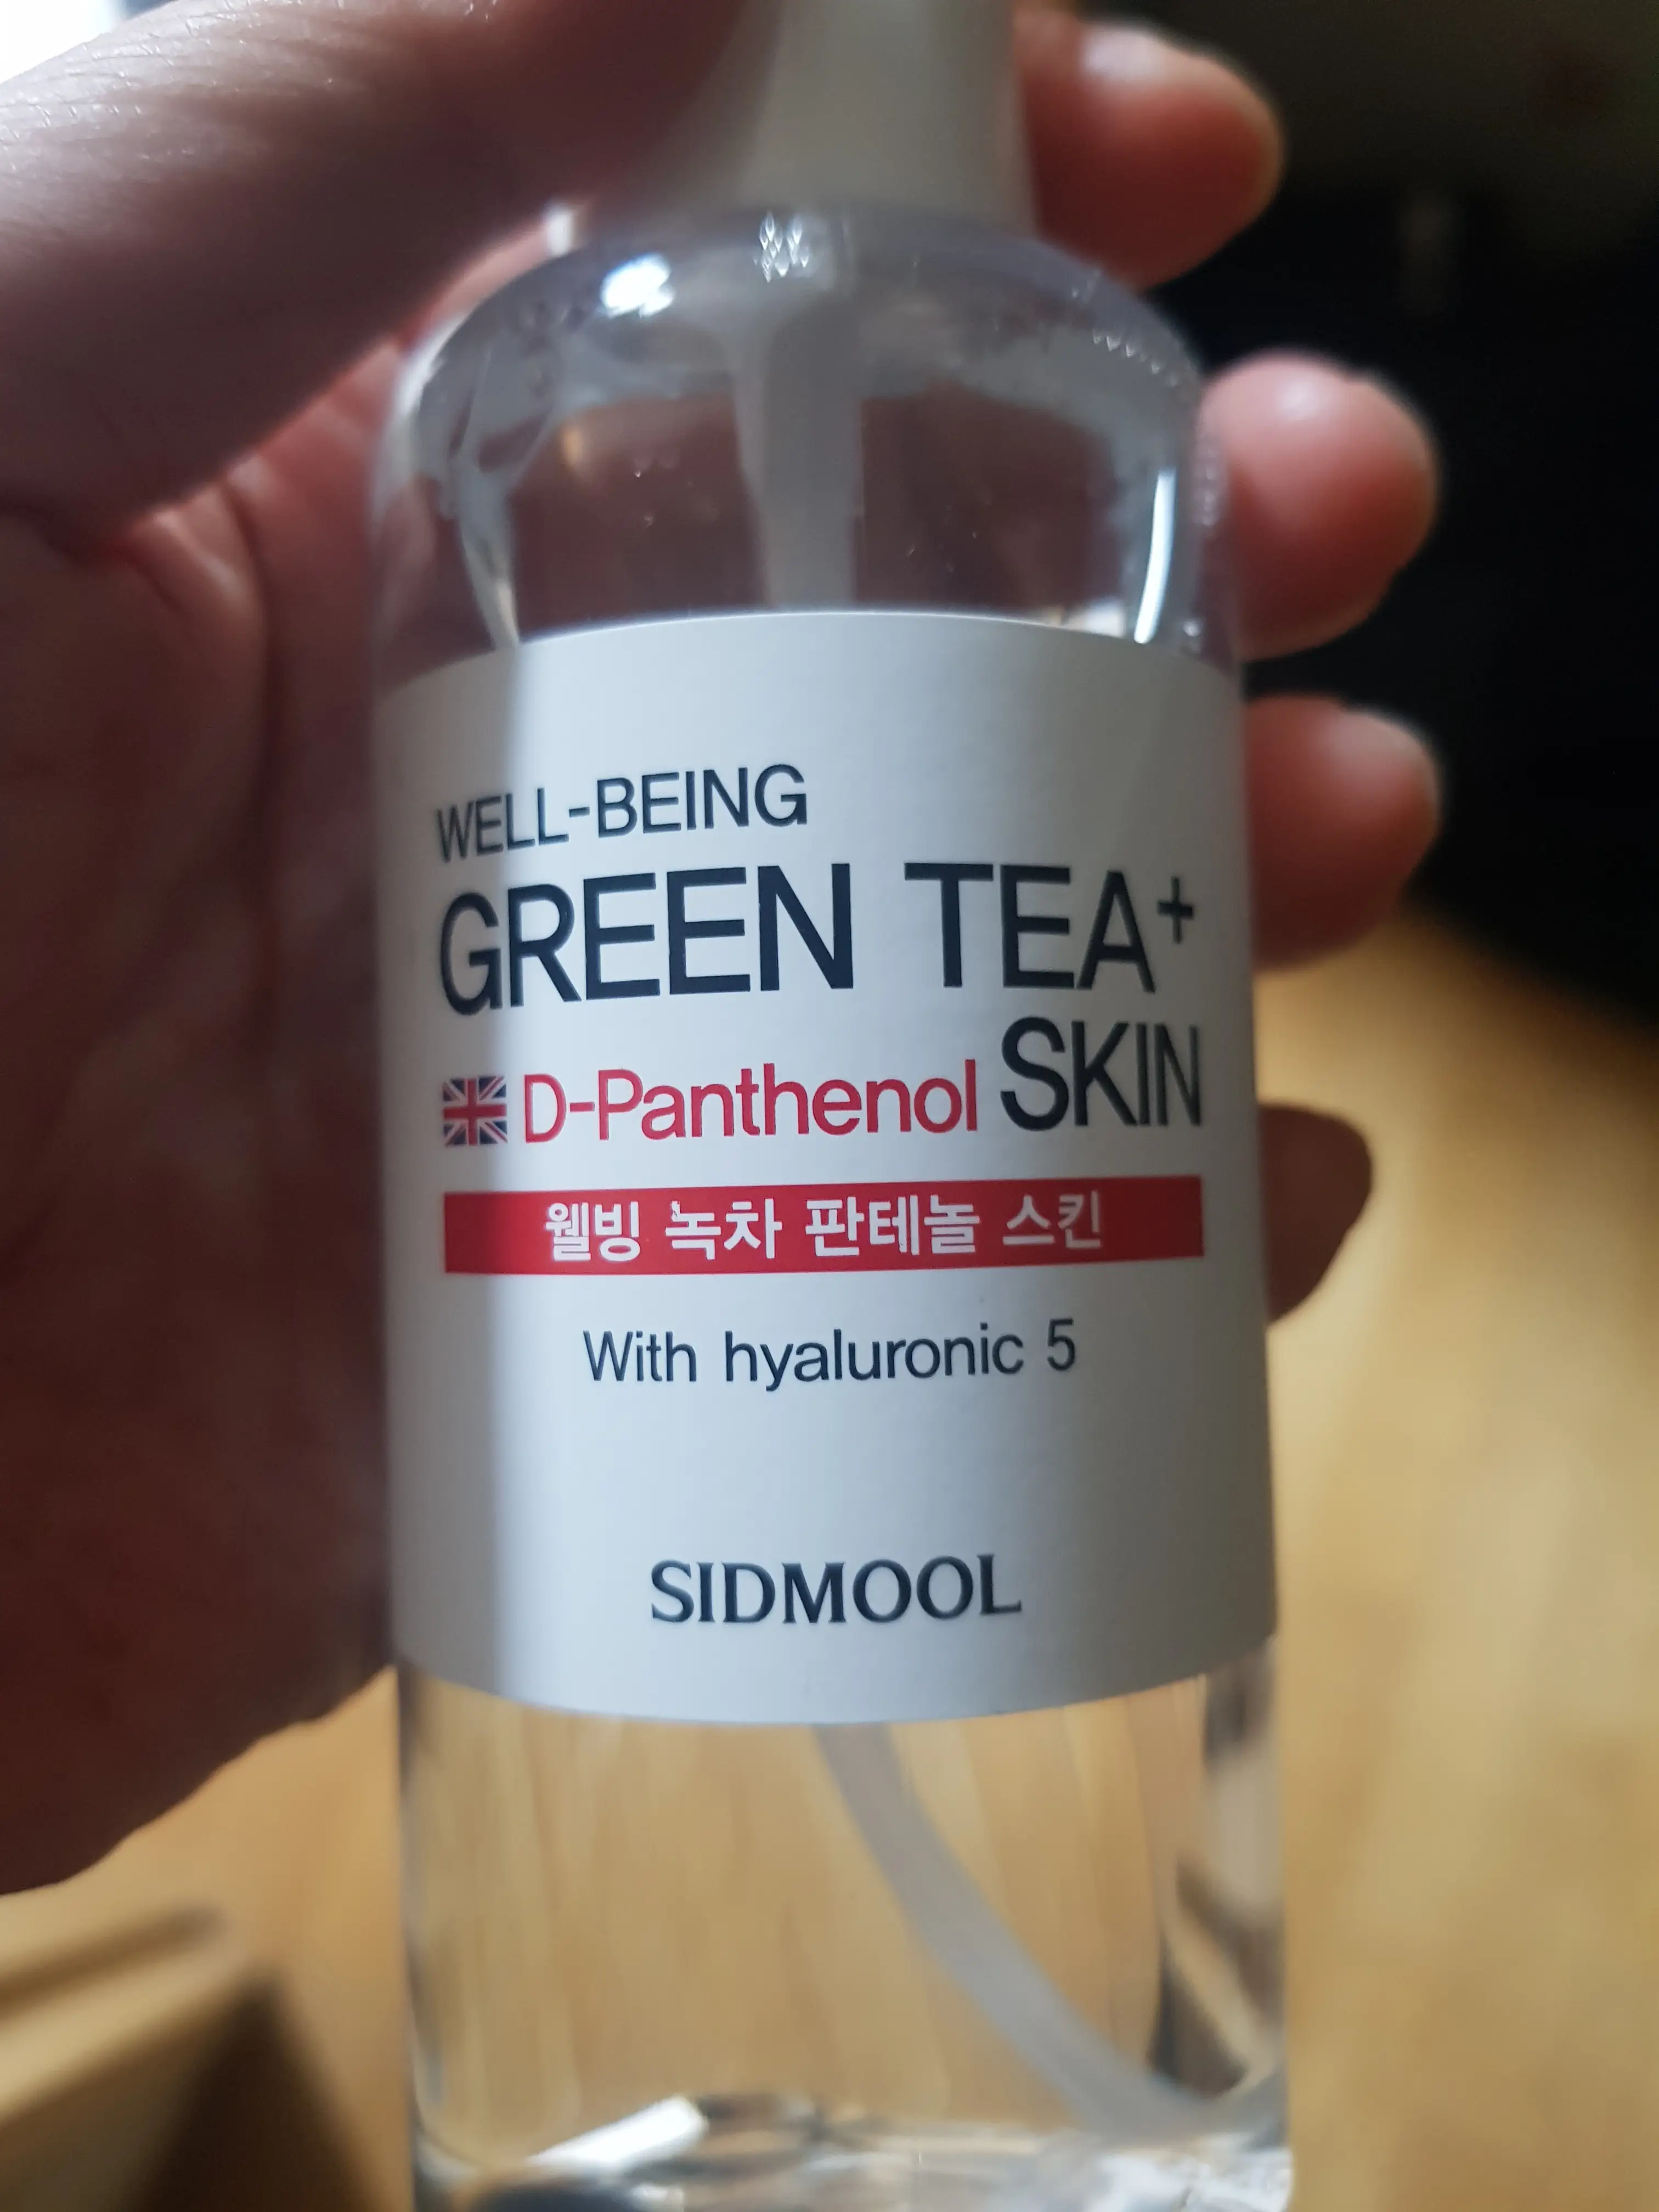 WELL-BEING
GREEN TEA+
D-Panthenol SKIN
웰빙 녹차 판테놀 스킨
With hyaluronic 5
SIDMOOL